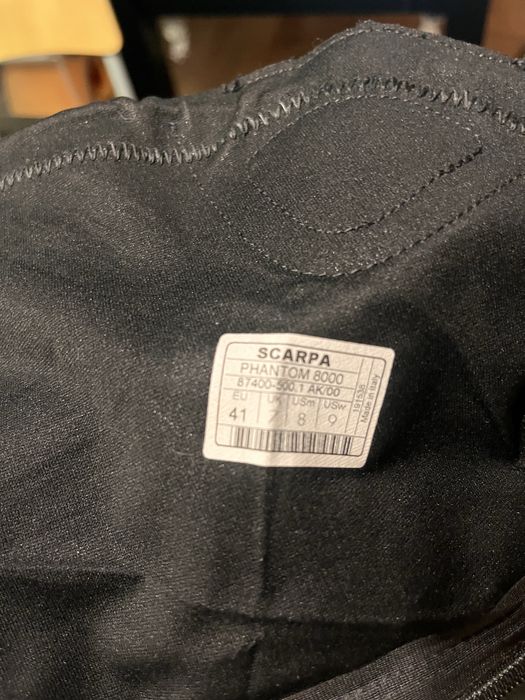 SCARPA
PHANTOM 8000
87400-500.1 AK/00
EU UK USm USw
41 7 8 9
191538
Made in Italy